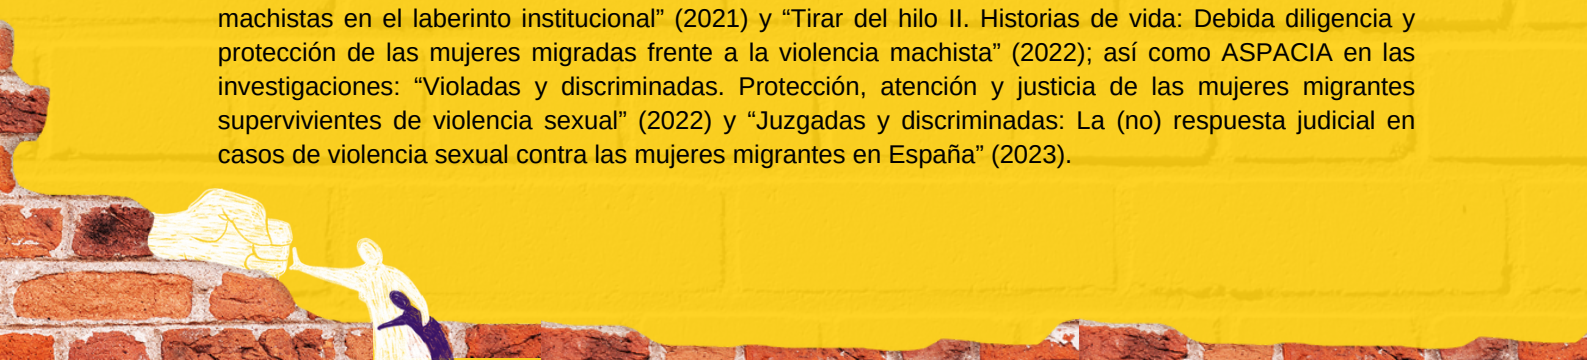 machistas en el laberinto institucional” (2021) y “Tirar del hilo II. Historias de vida: Debida diligencia y
protección de las mujeres migradas frente a la violencia machista” (2022); así como ASPACIA en las
investigaciones: “Violadas y discriminadas. Protección, atención y justicia de las mujeres migrantes
supervivientes de violencia sexual” (2022) y “Juzgadas y discriminadas: La (no) respuesta judicial en
casos de violencia sexual contra las mujeres migrantes en España” (2023).